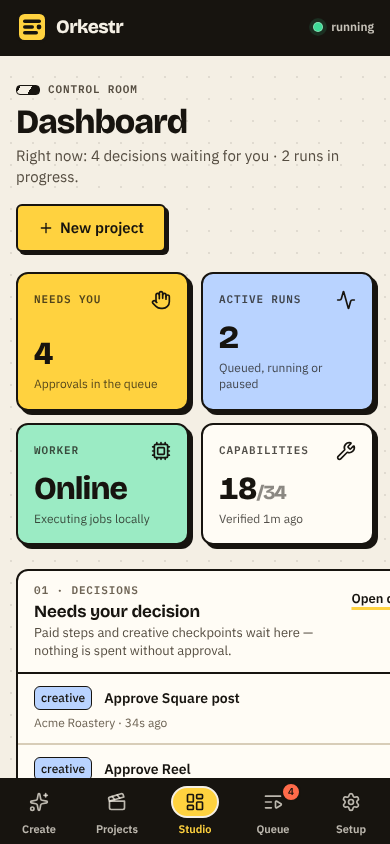 Orkestr
running
CONTROL ROOM
Dashboard
Right now: 4 decisions waiting for you · 2 runs in
progress.
+ New project
NEEDS YOU
4
Approvals in the queue
ACTIVE RUNS
2
Queued, running or
paused
WORKER
Online
Executing jobs locally
CAPABILITIES
18/34
Verified 1m ago
01 · DECISIONS
Needs your decision
Open
Paid steps and creative checkpoints wait here —
nothing is spent without approval.
creative Approve Square post
Acme Roastery · 34s ago
creative Approve Reel
4
Create
Projects
Studio
Queue
Setup